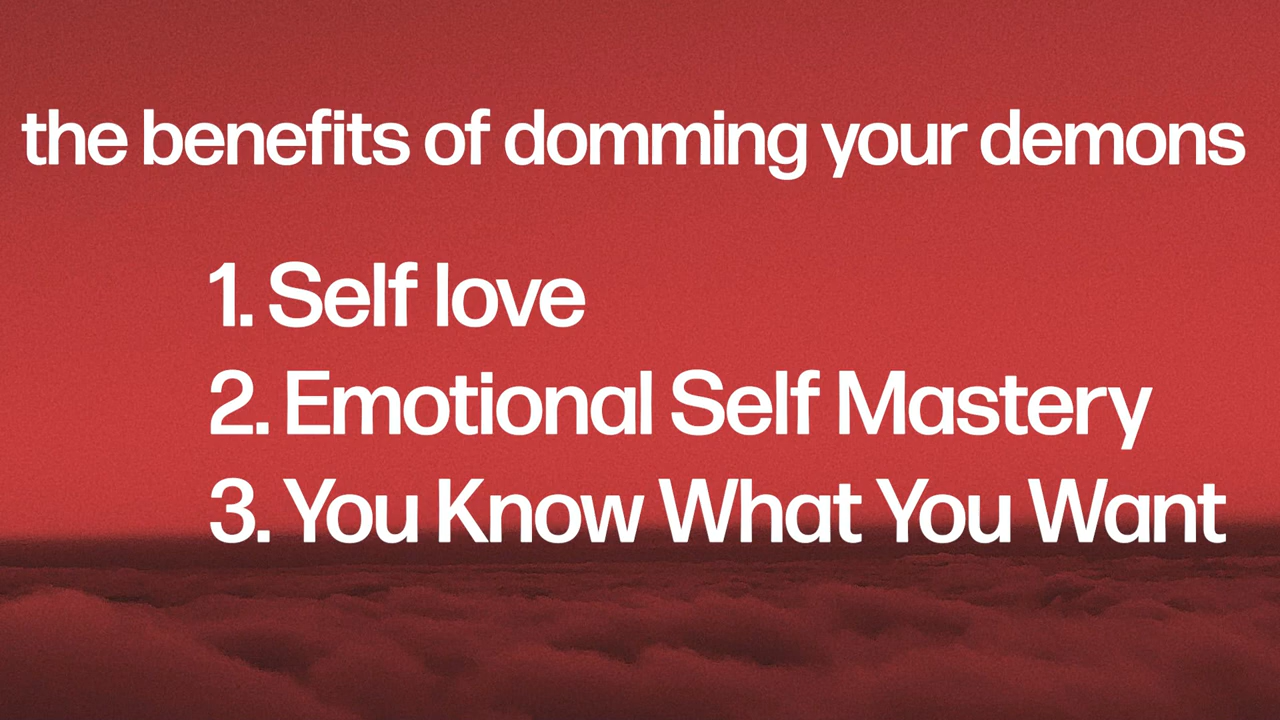 the benefits of domming your demons
1. Self love
2. Emotional Self Mastery
3. You Know What You Want